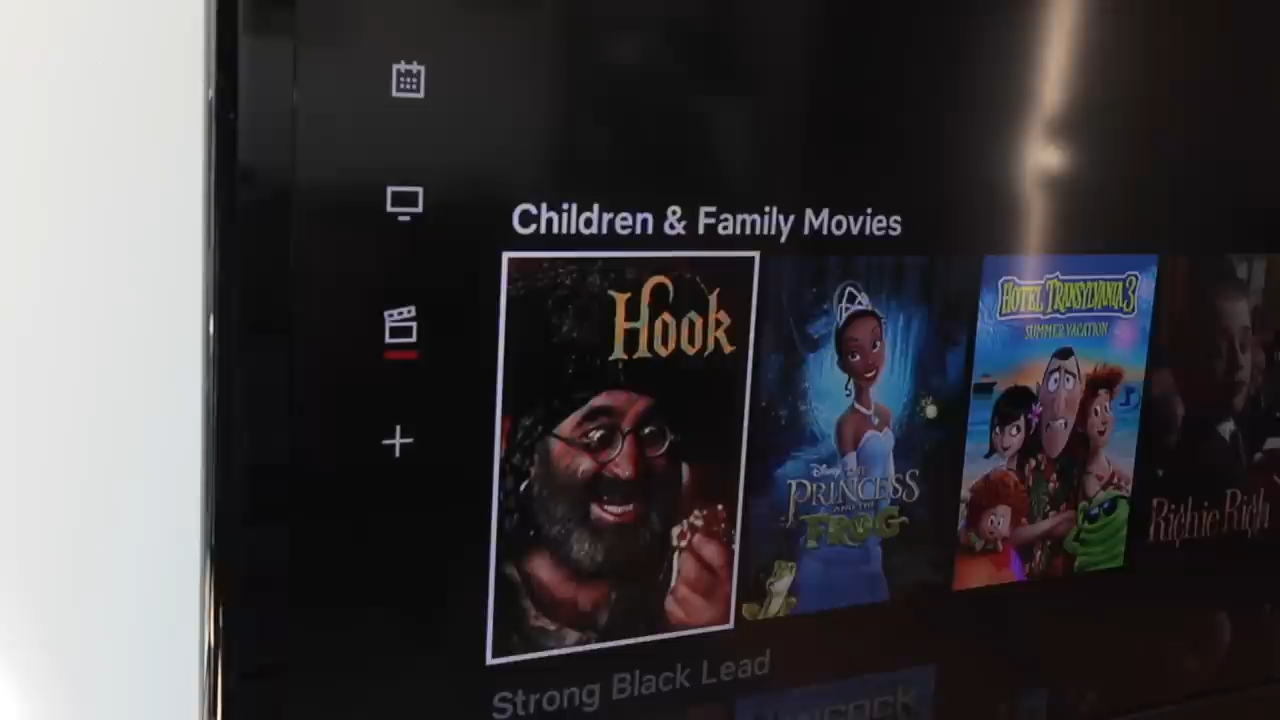 Children & Family Movies
Hook
Disney THE
PRINCESS
AND THE
FROG
HOTEL TRANSYLVANIA 3
SUMMER VACATION
Richie Rich
Strong Black Lead